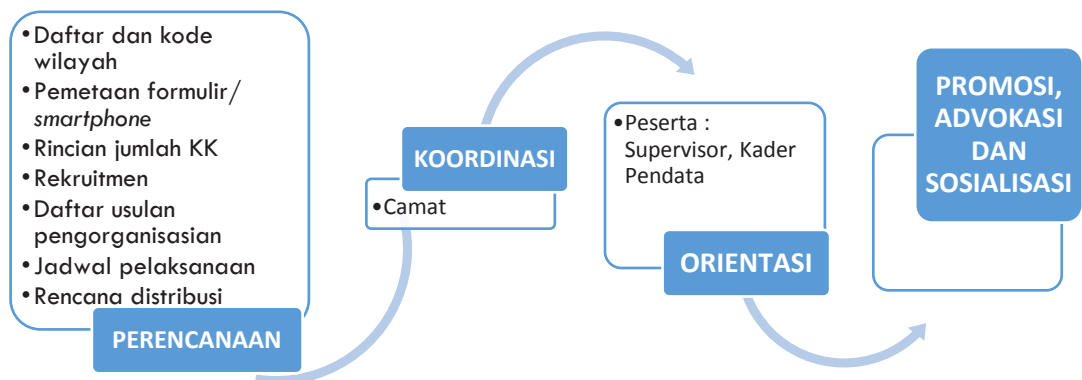 •Daftar dan kode
wilayah
•Pemetaan formulir/
smartphone
•Rincian jumlah KK
•Rekruitmen
•Daftar usulan
pengorganisasian
•Jadwal pelaksanaan
•Rencana distribusi
PERENCANAAN
KOORDINASI
•Camat
•Peserta :
Supervisor, Kader
Pendata
ORIENTASI
PROMOSI,
ADVOKASI
DAN
SOSIALISASI